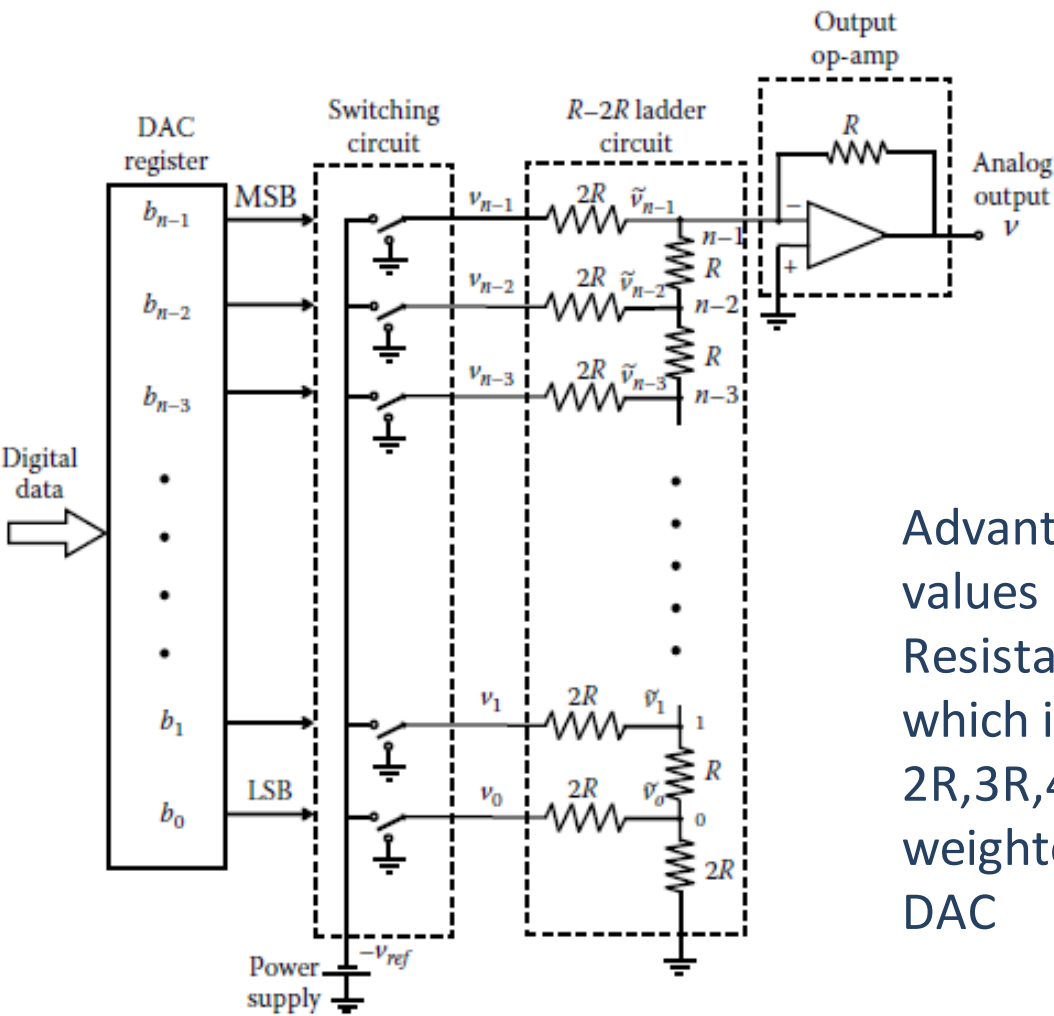 Output
op-amp
Switching
circuit
R–2R ladder
circuit
DAC
register
R
Analog
output
v
MSB
b_{n−1}
v_{n−1}
2R
ṽ_{n−1}
n−1
−
+
R
b_{n−2}
v_{n−2}
2R
ṽ_{n−2}
n−2
R
b_{n−3}
v_{n−3}
2R
ṽ_{n−3}
n−3
Digital
data
Advant
values
Resista
which i
2R,3R,4
weighte
DAC
b_1
v_1
2R
ṽ_1
1
R
LSB
b_0
v_0
2R
ṽ_o
0
2R
−v_{ref}
Power
supply